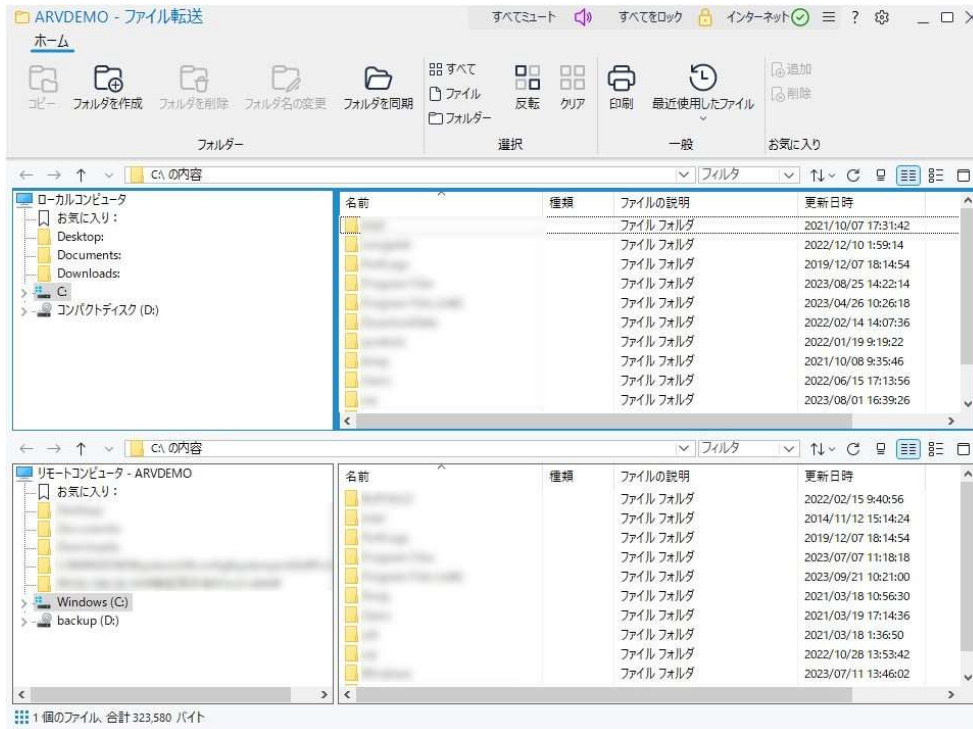 ARVDEMO - ファイル転送 すべてミュート すべてをロック インターネット ?
ホーム
コピー フォルダを作成 フォルダを削除 フォルダ名の変更 フォルダを同期
すべて
ファイル
フォルダー
反転 クリア
印刷 最近使用したファイル
追加
削除
フォルダー 選択 一般 お気に入り
C:\ の内容 フィルタ
ローカルコンピュータ
お気に入り：
Desktop:
Documents:
Downloads:
C:
コンパクトディスク (D:)
名前 種類 ファイルの説明 更新日時
ファイル フォルダ 2021/10/07 17:31:42
ファイル フォルダ 2022/12/10 1:59:14
ファイル フォルダ 2019/12/07 18:14:54
ファイル フォルダ 2023/08/25 14:22:14
ファイル フォルダ 2023/04/26 10:26:18
ファイル フォルダ 2022/02/14 14:07:36
ファイル フォルダ 2022/01/19 9:19:22
ファイル フォルダ 2021/10/08 9:35:46
ファイル フォルダ 2022/06/15 17:13:56
ファイル フォルダ 2023/08/01 16:39:26
C:\ の内容 フィルタ
リモートコンピュータ - ARVDEMO
お気に入り：
Windows (C:)
backup (D:)
名前 種類 ファイルの説明 更新日時
ファイル フォルダ 2022/02/15 9:40:56
ファイル フォルダ 2014/11/12 15:14:24
ファイル フォルダ 2019/12/07 18:14:54
ファイル フォルダ 2023/07/07 11:18:18
ファイル フォルダ 2023/09/21 10:21:00
ファイル フォルダ 2021/03/18 10:56:30
ファイル フォルダ 2021/03/19 17:14:36
ファイル フォルダ 2021/03/18 1:36:50
ファイル フォルダ 2022/10/28 13:53:42
ファイル フォルダ 2023/07/11 13:46:02
1 個のファイル、合計 323,580 バイト